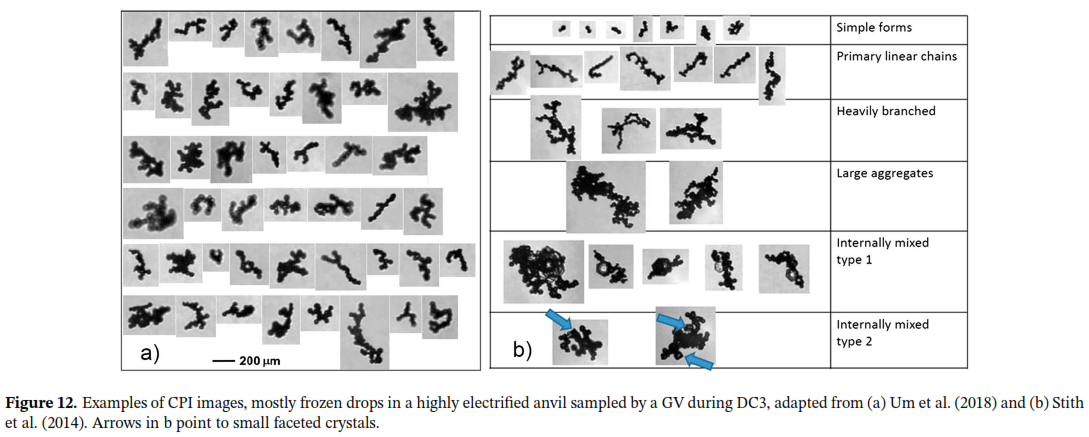 Simple forms
Primary linear chains
Heavily branched
Large aggregates
Internally mixed
type 1
Internally mixed
type 2
a)
200 µm
b)
Figure 12. Examples of CPI images, mostly frozen drops in a highly electrified anvil sampled by a GV during DC3, adapted from (a) Um et al. (2018) and (b) Stith
et al. (2014). Arrows in b point to small faceted crystals.